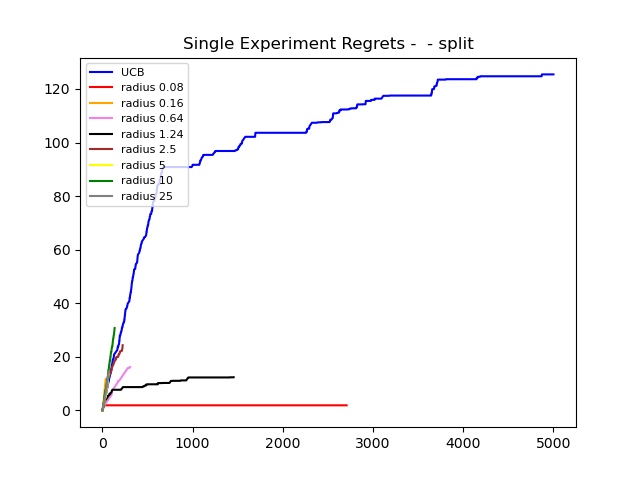 Single Experiment Regrets -  - split
UCB
radius 0.08
radius 0.16
radius 0.64
radius 1.24
radius 2.5
radius 5
radius 10
radius 25
120
100
80
60
40
20
0
0 1000 2000 3000 4000 5000